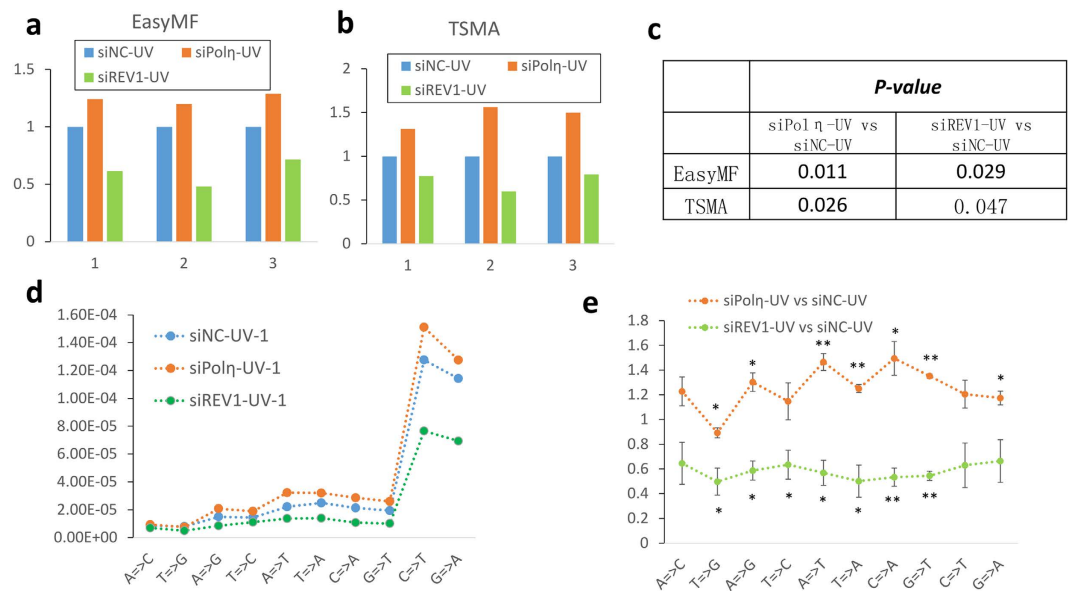 a
EasyMF
siNC-UV
siPolη-UV
siREV1-UV
1.5
1
0.5
0
1
2
3
b
TSMA
siNC-UV
siPolη-UV
siREV1-UV
2
1.5
1
0.5
0
1
2
3
c
P-value
siPolη-UV vs
siNC-UV
siREV1-UV vs
siNC-UV
EasyMF
0.011
0.029
TSMA
0.026
0.047
d
siNC-UV-1
siPolη-UV-1
siREV1-UV-1
1.60E-04
1.40E-04
1.20E-04
1.00E-04
8.00E-05
6.00E-05
4.00E-05
2.00E-05
0.00E+00
A=>C
T=>G
A=>G
T=>C
A=>T
T=>A
C=>A
G=>T
C=>T
G=>A
e
siPolη-UV vs siNC-UV
siREV1-UV vs siNC-UV
1.8
1.6
1.4
1.2
1
0.8
0.6
0.4
0.2
0
*
*
**
**
*
**
*
*
*
*
*
*
**
**
A=>C
T=>G
A=>G
T=>C
A=>T
T=>A
C=>A
G=>T
C=>T
G=>A